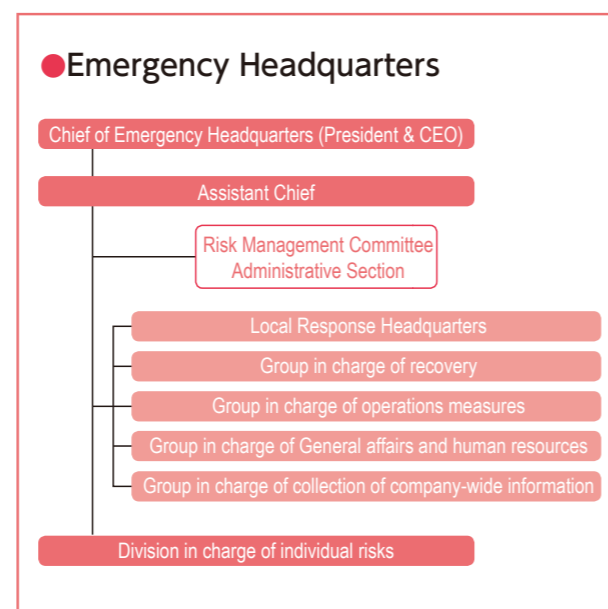 Emergency Headquarters
Chief of Emergency Headquarters (President & CEO)
Assistant Chief
Risk Management Committee
Administrative Section
Local Response Headquarters
Group in charge of recovery
Group in charge of operations measures
Group in charge of General affairs and human resources
Group in charge of collection of company-wide information
Division in charge of individual risks